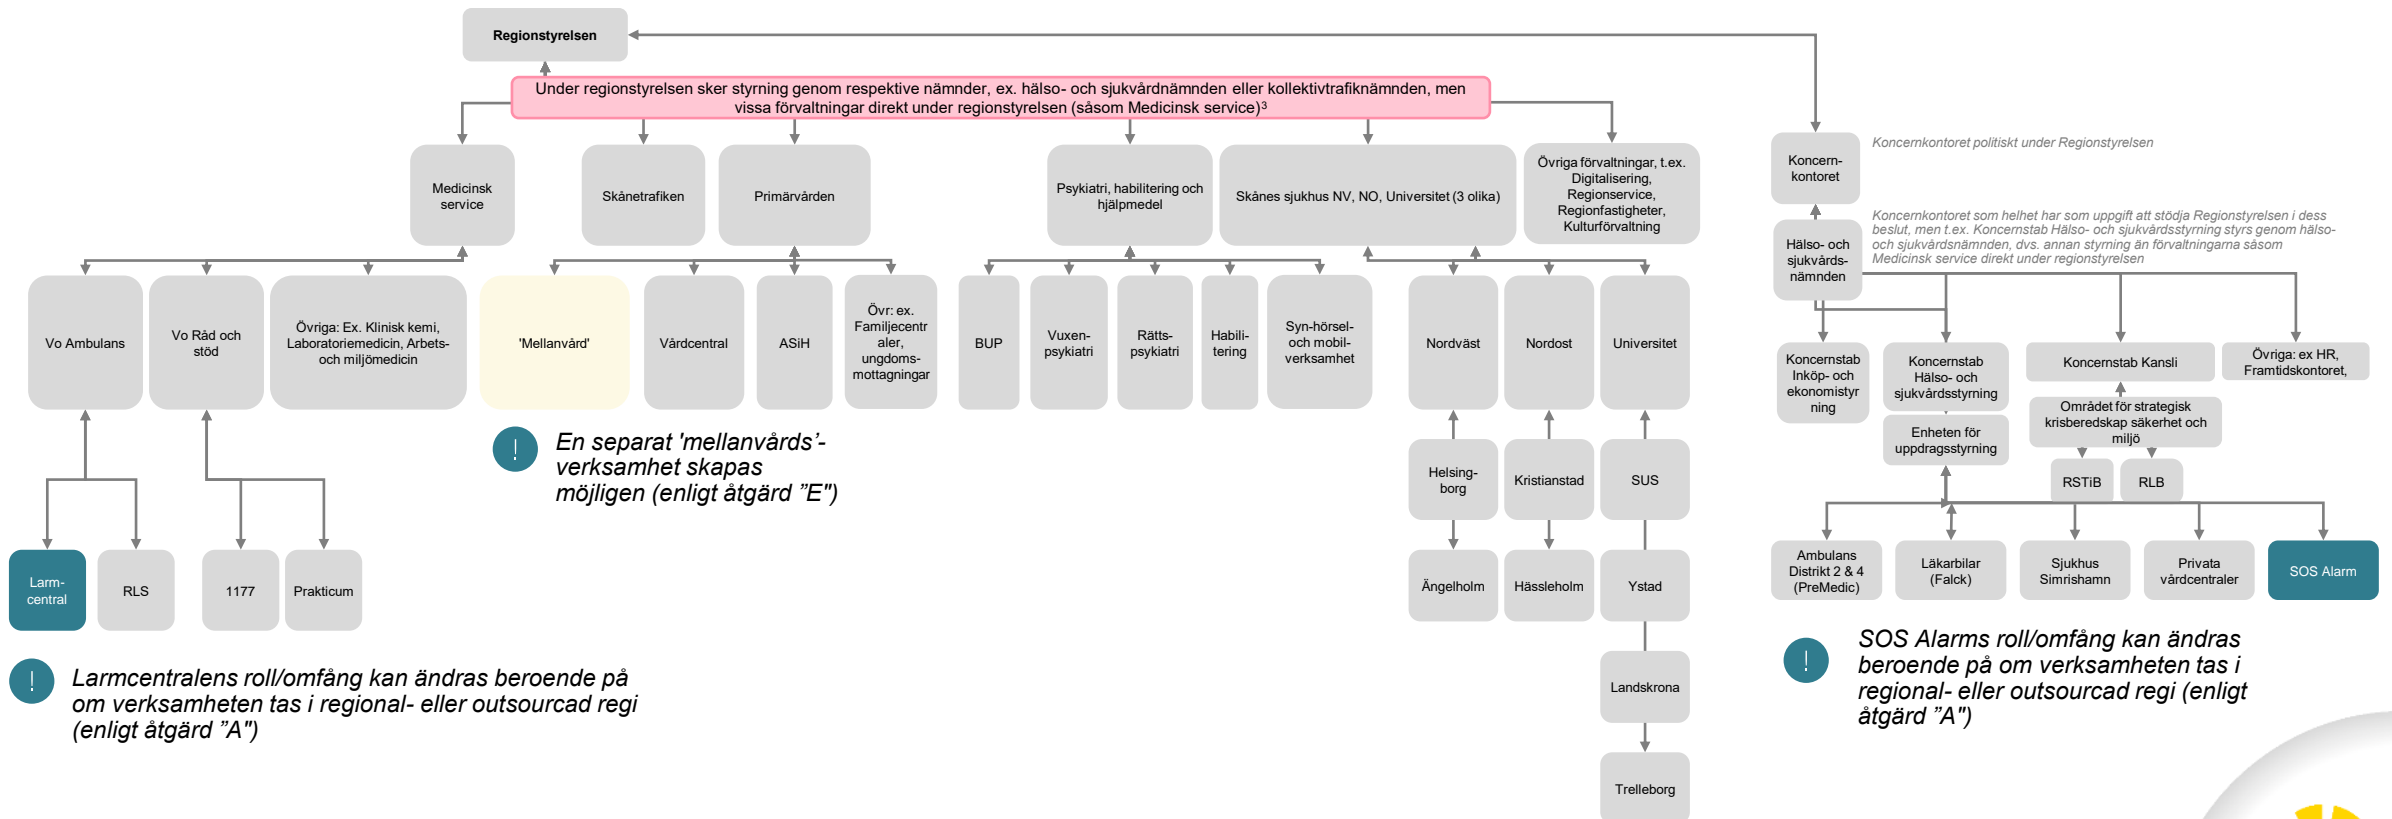 Regionstyrelsen
Under regionstyrelsen sker styrning genom respektive nämnder, ex. hälso- och sjukvårdnämnden eller kollektivtrafiknämnden, men
vissa förvaltningar direkt under regionstyrelsen (såsom Medicinsk service)³
Koncern-
kontoret
Koncernkontoret politiskt under Regionstyrelsen
Medicinsk
service
Skånetrafiken
Primärvården
Psykiatri, habilitering och
hjälpmedel
Skånes sjukhus NV, NO, Universitet (3 olika)
Övriga förvaltningar, t.ex.
Digitalisering,
Regionservice,
Regionfastigheter,
Kulturförvaltning
Koncernkontoret som helhet har som uppgift att stödja Regionstyrelsen i dess
beslut, men t.ex. Koncernstab Hälso- och sjukvårdsstyrning styrs genom hälso-
och sjukvårdsnämnden, dvs. annan styrning än förvaltningarna såsom
Medicinsk service direkt under regionstyrelsen
Hälso- och
sjukvårds-
nämnden
Vo Ambulans
Vo Råd och
stöd
Övriga: Ex. Klinisk kemi,
Laboratoriemedicin, Arbets-
och miljömedicin
'Mellanvård'
Vårdcentral
ASiH
Övr: ex.
Familjecentr
aler,
ungdoms-
mottagningar
BUP
Vuxen-
psykiatri
Rätts-
psykiatri
Habili-
tering
Syn-hörsel-
och mobil-
verksamhet
Nordväst
Nordost
Universitet
Koncernstab
Inköp- och
ekonomistyr
ning
Koncernstab
Hälso- och
sjukvårdsstyrning
Koncernstab Kansli
Övriga: ex HR,
Framtidskontoret,
Enheten för
uppdragsstyrning
Området för strategisk
krisberedskap säkerhet och
miljö
! En separat 'mellanvårds’-
verksamhet skapas
möjligen (enligt åtgärd ”E")
Helsing-
borg
Kristianstad
SUS
RSTiB
RLB
Larm-
central
RLS
1177
Prakticum
Ängelholm
Hässleholm
Ystad
Ambulans
Distrikt 2 & 4
(PreMedic)
Läkarbilar
(Falck)
Sjukhus
Simrishamn
Privata
vårdcentraler
SOS Alarm
! Larmcentralens roll/omfång kan ändras beroende på
om verksamheten tas i regional- eller outsourcad regi
(enligt åtgärd ”A")
Landskrona
Trelleborg
! SOS Alarms roll/omfång kan ändras
beroende på om verksamheten tas i
regional- eller outsourcad regi (enligt
åtgärd ”A")